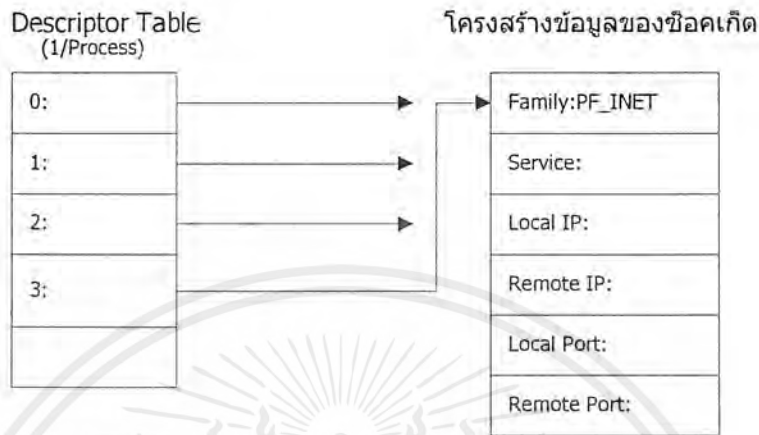 Descriptor Table
(1/Process)
0:
1:
2:
3:
โครงสร้างข้อมูลของซ็อคเก็ต
Family:PF_INET
Service:
Local IP:
Remote IP:
Local Port:
Remote Port: